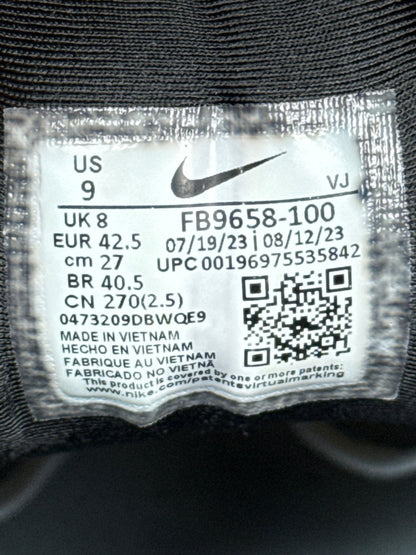 US
9
VJ
UK 8
FB9658-100
EUR 42.5
07/19/23 | 08/12/23
cm 27
UPC 00196975535842
BR 40.5
CN 270(2.5)
0473209DBWQE9
MADE IN VIETNAM
HECHO EN VIETNAM
FABRIQUE AU VIETNAM
FABRICADO NO VIETNÃ
This product is covered by one or more patents:
www.nike.com/patentsvirtualmarking